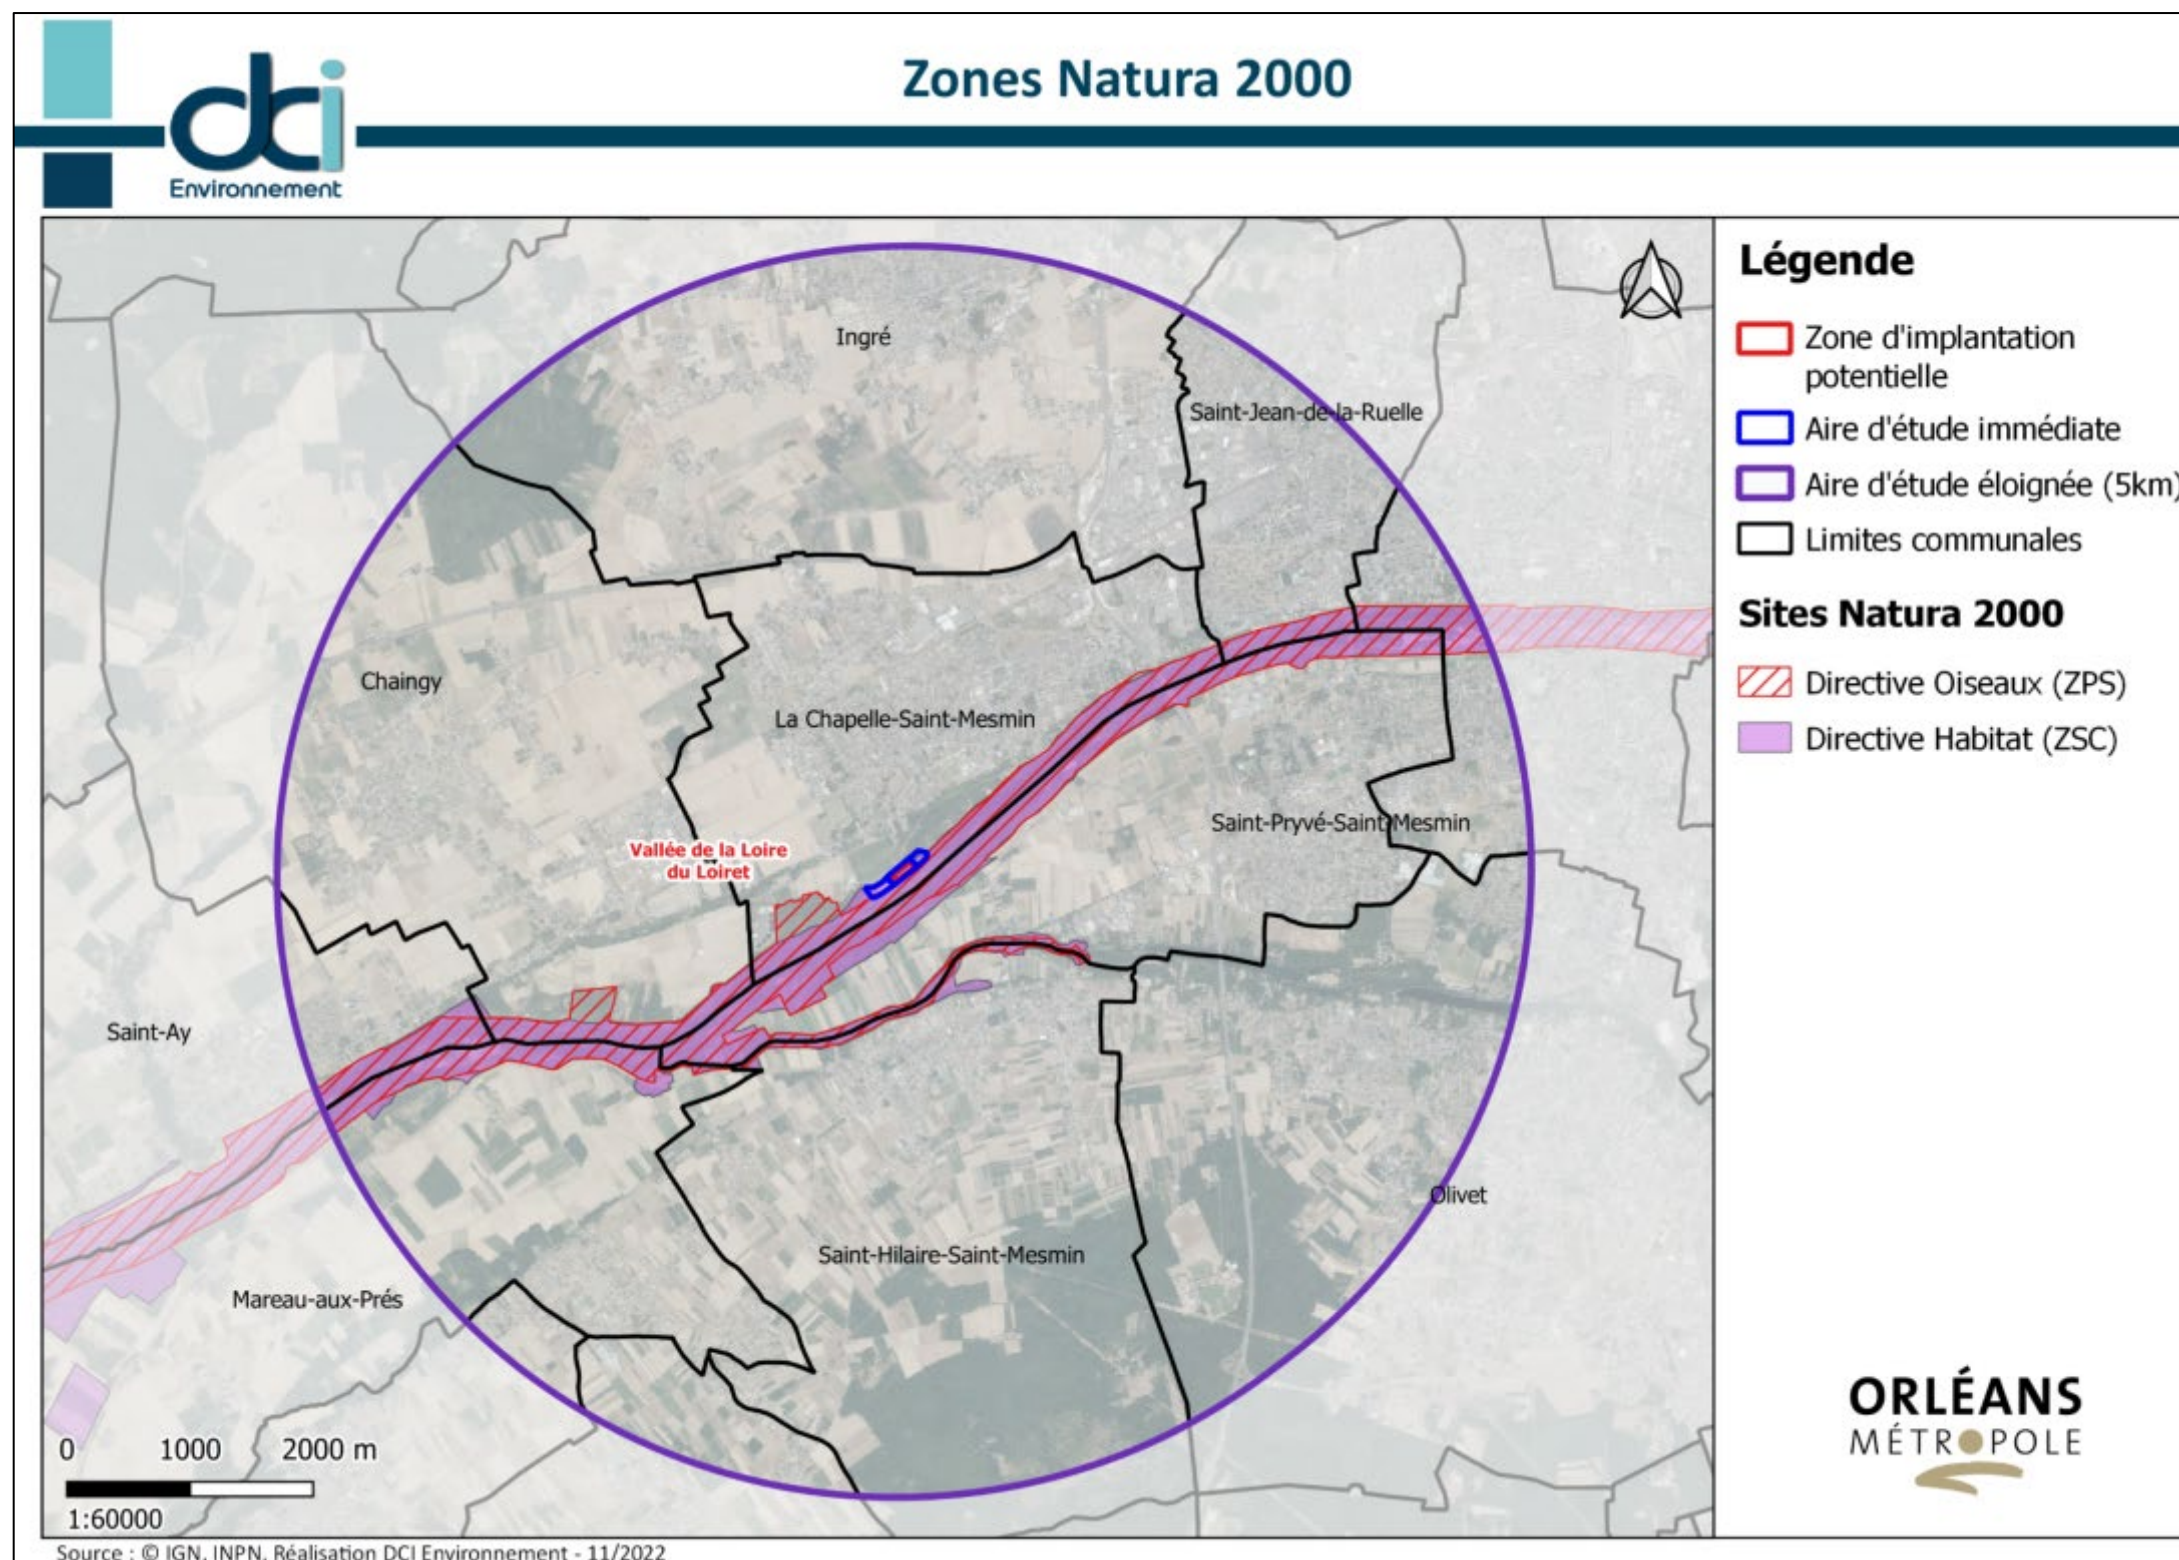 Zones Natura 2000
dci
Environnement
Ingré
Saint-Jean-de-la-Ruelle
Chaingy
La Chapelle-Saint-Mesmin
Saint-Pryvé-Saint-Mesmin
Vallée de la Loire
du Loiret
Saint-Ay
Olivet
Saint-Hilaire-Saint-Mesmin
Mareau-aux-Prés
0 1000 2000 m
1:60000
Légende
Zone d'implantation
potentielle
Aire d'étude immédiate
Aire d'étude éloignée (5km)
Limites communales
Sites Natura 2000
Directive Oiseaux (ZPS)
Directive Habitat (ZSC)
ORLÉANS
MÉTROPOLE
Source : © IGN, INPN, Réalisation DCI Environnement - 11/2022